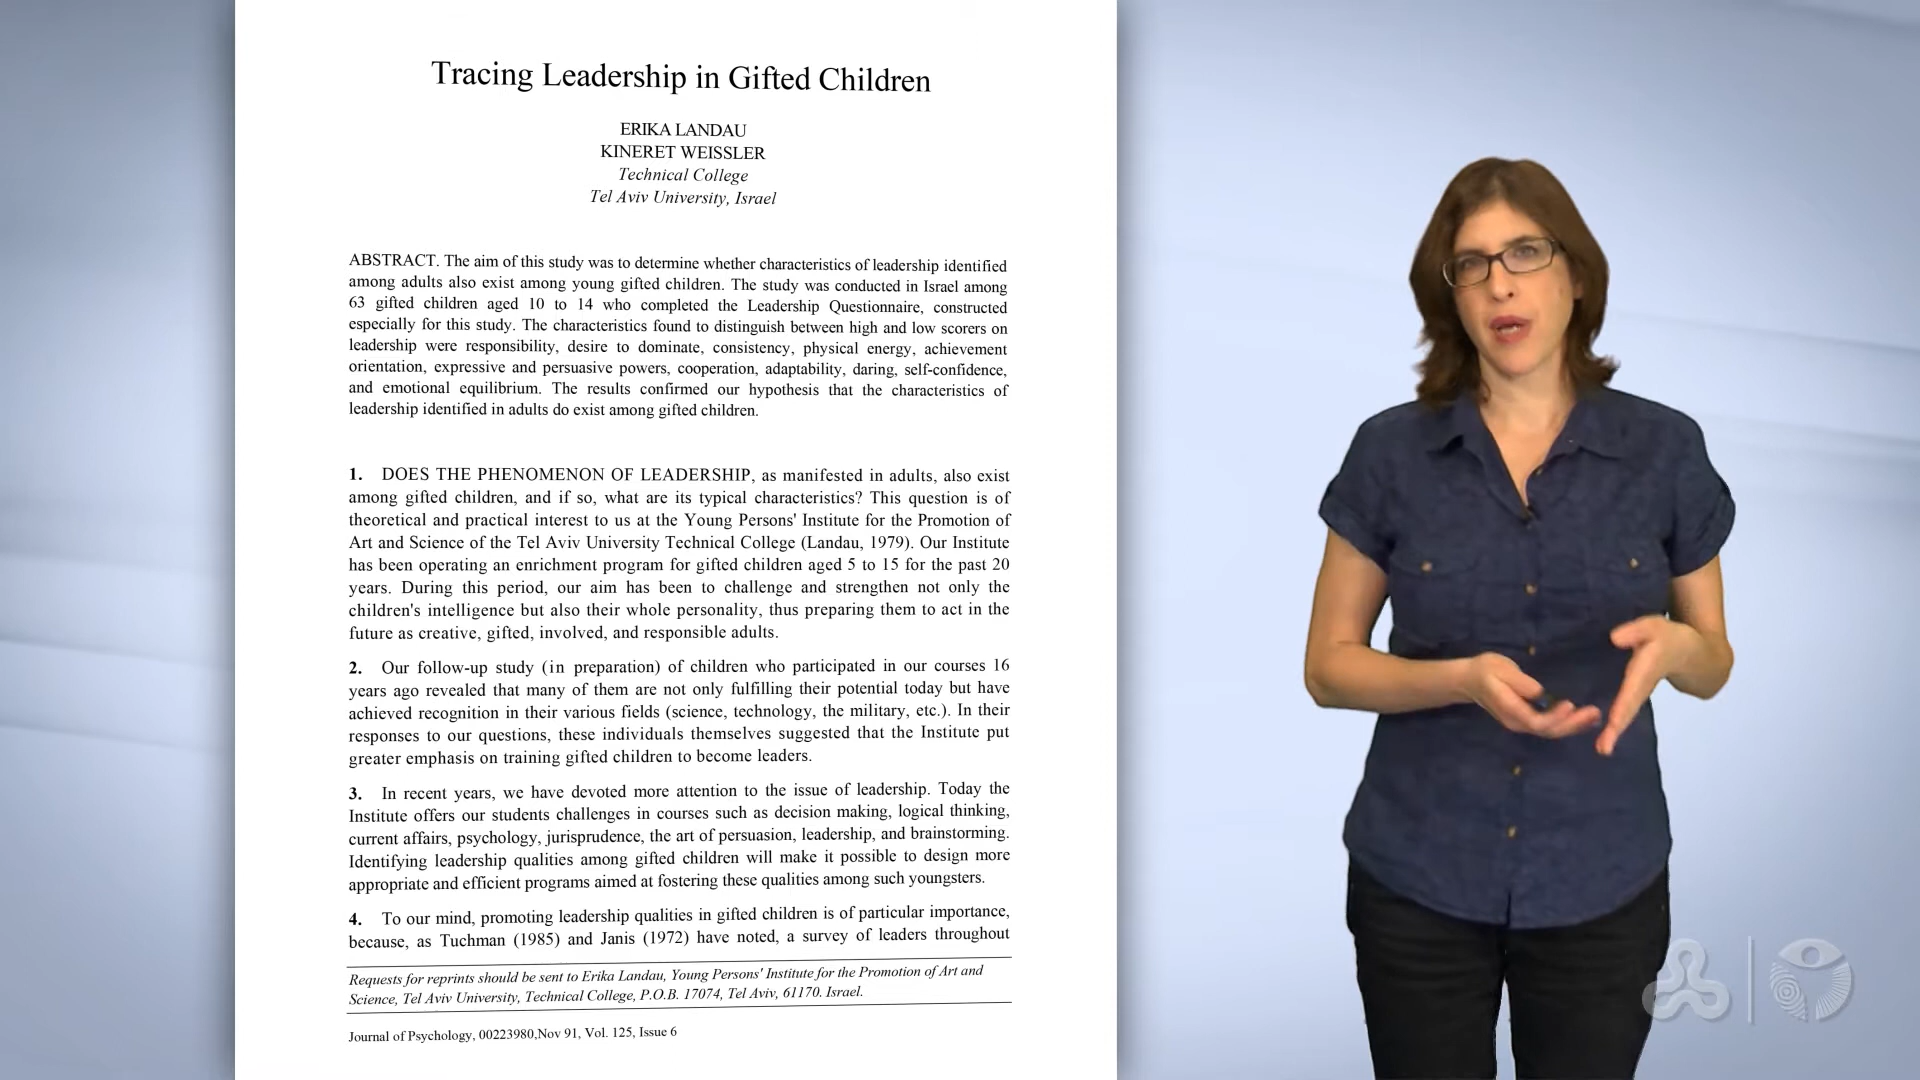 Tracing Leadership in Gifted Children
ERIKA LANDAU
KINERET WEISSLER
Technical College
Tel Aviv University, Israel
ABSTRACT. The aim of this study was to determine whether characteristics of leadership identified
among adults also exist among young gifted children. The study was conducted in Israel among
63 gifted children aged 10 to 14 who completed the Leadership Questionnaire, constructed
especially for this study. The characteristics found to distinguish between high and low scorers on
leadership were responsibility, desire to dominate, consistency, physical energy, achievement
orientation, expressive and persuasive powers, cooperation, adaptability, daring, self-confidence,
and emotional equilibrium. The results confirmed our hypothesis that the characteristics of
leadership identified in adults do exist among gifted children.
1. DOES THE PHENOMENON OF LEADERSHIP, as manifested in adults, also exist
among gifted children, and if so, what are its typical characteristics? This question is of
theoretical and practical interest to us at the Young Persons' Institute for the Promotion of
Art and Science of the Tel Aviv University Technical College (Landau, 1979). Our Institute
has been operating an enrichment program for gifted children aged 5 to 15 for the past 20
years. During this period, our aim has been to challenge and strengthen not only the
children's intelligence but also their whole personality, thus preparing them to act in the
future as creative, gifted, involved, and responsible adults.
2. Our follow-up study (in preparation) of children who participated in our courses 16
years ago revealed that many of them are not only fulfilling their potential today but have
achieved recognition in their various fields (science, technology, the military, etc.). In their
responses to our questions, these individuals themselves suggested that the Institute put
greater emphasis on training gifted children to become leaders.
3. In recent years, we have devoted more attention to the issue of leadership. Today the
Institute offers our students challenges in courses such as decision making, logical thinking,
current affairs, psychology, jurisprudence, the art of persuasion, leadership, and brainstorming.
Identifying leadership qualities among gifted children will make it possible to design more
appropriate and efficient programs aimed at fostering these qualities among such youngsters.
4. To our mind, promoting leadership qualities in gifted children is of particular importance,
because, as Tuchman (1985) and Janis (1972) have noted, a survey of leaders throughout
Requests for reprints should be sent to Erika Landau, Young Persons' Institute for the Promotion of Art and
Science, Tel Aviv University, Technical College, P.O.B. 17074, Tel Aviv, 61170. Israel.
Journal of Psychology, 00223980,Nov 91, Vol. 125, Issue 6